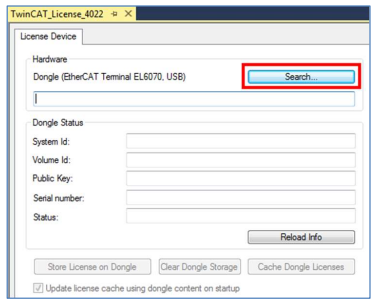 TwinCAT_License_4022
License Device
Hardware
Dongle (EtherCAT Terminal EL6070, USB)
Search...
Dongle Status
System Id:
Volume Id:
Public Key:
Serial number:
Status:
Reload Info
Store License on Dongle
Clear Dongle Storage
Cache Dongle Licenses
Update license cache using dongle content on startup